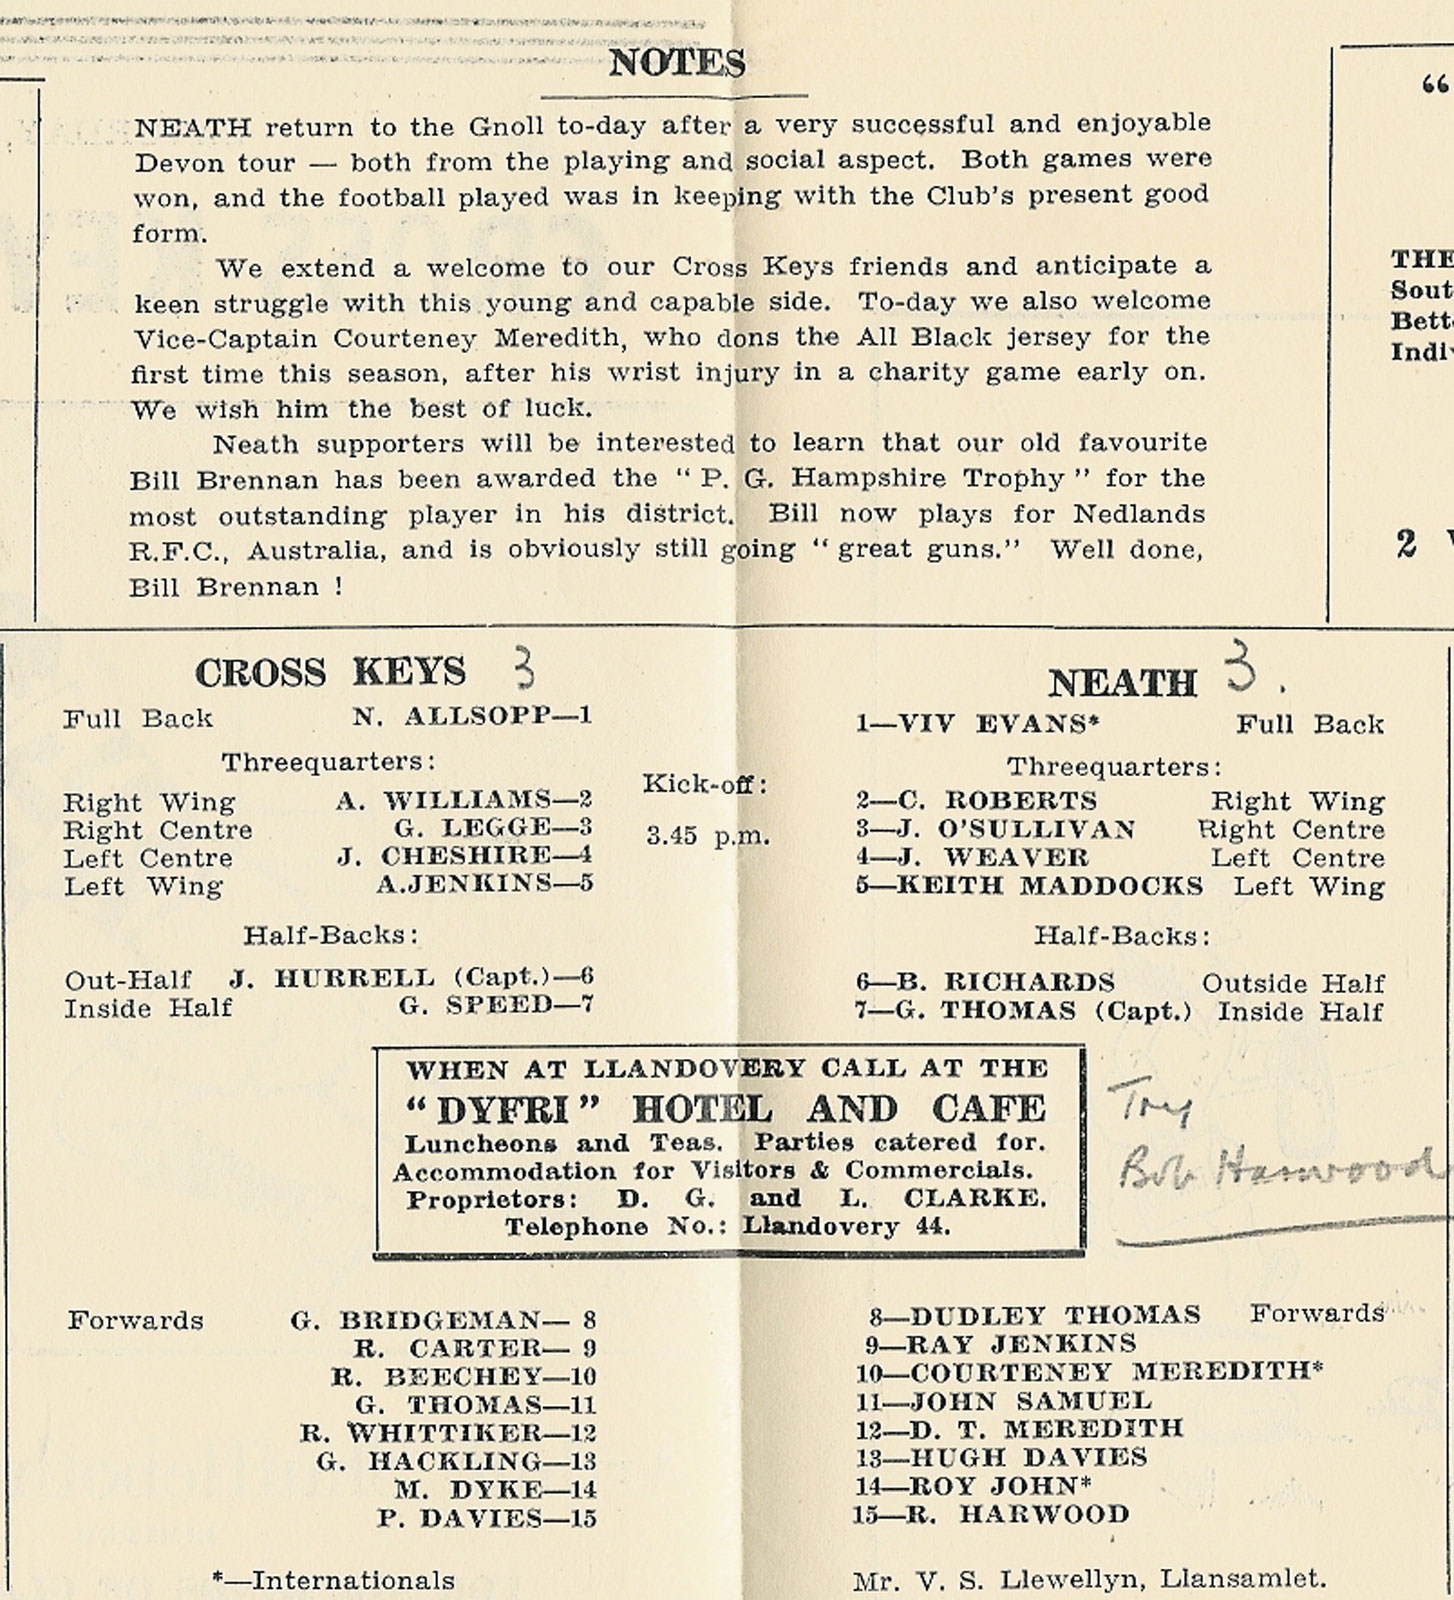 NOTES
NEATH return to the Gnoll to-day after a very successful and enjoyable
Devon tour — both from the playing and social aspect. Both games were
won, and the football played was in keeping with the Club's present good
form.
We extend a welcome to our Cross Keys friends and anticipate a
keen struggle with this young and capable side. To-day we also welcome
Vice-Captain Courteney Meredith, who dons the All Black jersey for the
first time this season, after his wrist injury in a charity game early on.
We wish him the best of luck.
Neath supporters will be interested to learn that our old favourite
Bill Brennan has been awarded the “ P. G. Hampshire Trophy ” for the
most outstanding player in his district. Bill now plays for Nedlands
R.F.C., Australia, and is obviously still going “ great guns.” Well done,
Bill Brennan !
“
THE
Sout
Bett
Indi
2
CROSS KEYS 3
Full Back N. ALLSOPP—1
Threequarters:
Right Wing A. WILLIAMS—2
Right Centre G. LEGGE—3
Left Centre J. CHESHIRE—4
Left Wing A.JENKINS—5
Half-Backs:
Out-Half J. HURRELL (Capt.)—6
Inside Half G. SPEED—7
Kick-off:
3.45 p.m.
NEATH 3.
1—VIV EVANS* Full Back
Threequarters:
2—C. ROBERTS Right Wing
3—J. O'SULLIVAN Right Centre
4—J. WEAVER Left Centre
5—KEITH MADDOCKS Left Wing
Half-Backs:
6—B. RICHARDS Outside Half
7—G. THOMAS (Capt.) Inside Half
WHEN AT LLANDOVERY CALL AT THE
“DYFRI” HOTEL AND CAFE
Luncheons and Teas. Parties catered for.
Accommodation for Visitors & Commercials.
Proprietors: D. G. and L. CLARKE.
Telephone No.: Llandovery 44.
Try
Bob Harwood
Forwards G. BRIDGEMAN— 8
R. CARTER— 9
R. BEECHEY—10
G. THOMAS—11
R. WHITTIKER—12
G. HACKLING—13
M. DYKE—14
P. DAVIES—15
*—Internationals
8—DUDLEY THOMAS Forwards
9—RAY JENKINS
10—COURTENEY MEREDITH*
11—JOHN SAMUEL
12—D. T. MEREDITH
13—HUGH DAVIES
14—ROY JOHN*
15—R. HARWOOD
Mr. V. S. Llewellyn, Llansamlet.